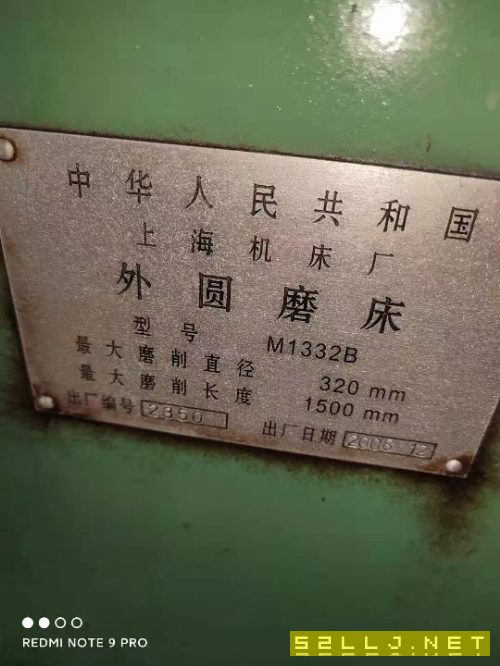 中华人民共和国
上海机床厂
外圆磨床
型号 M1332B
最大磨削直径 320 mm
最大磨削长度 1500 mm
出厂编号 2350 出厂日期 2008 12
REDMI NOTE 9 PRO
52LLJ.NET